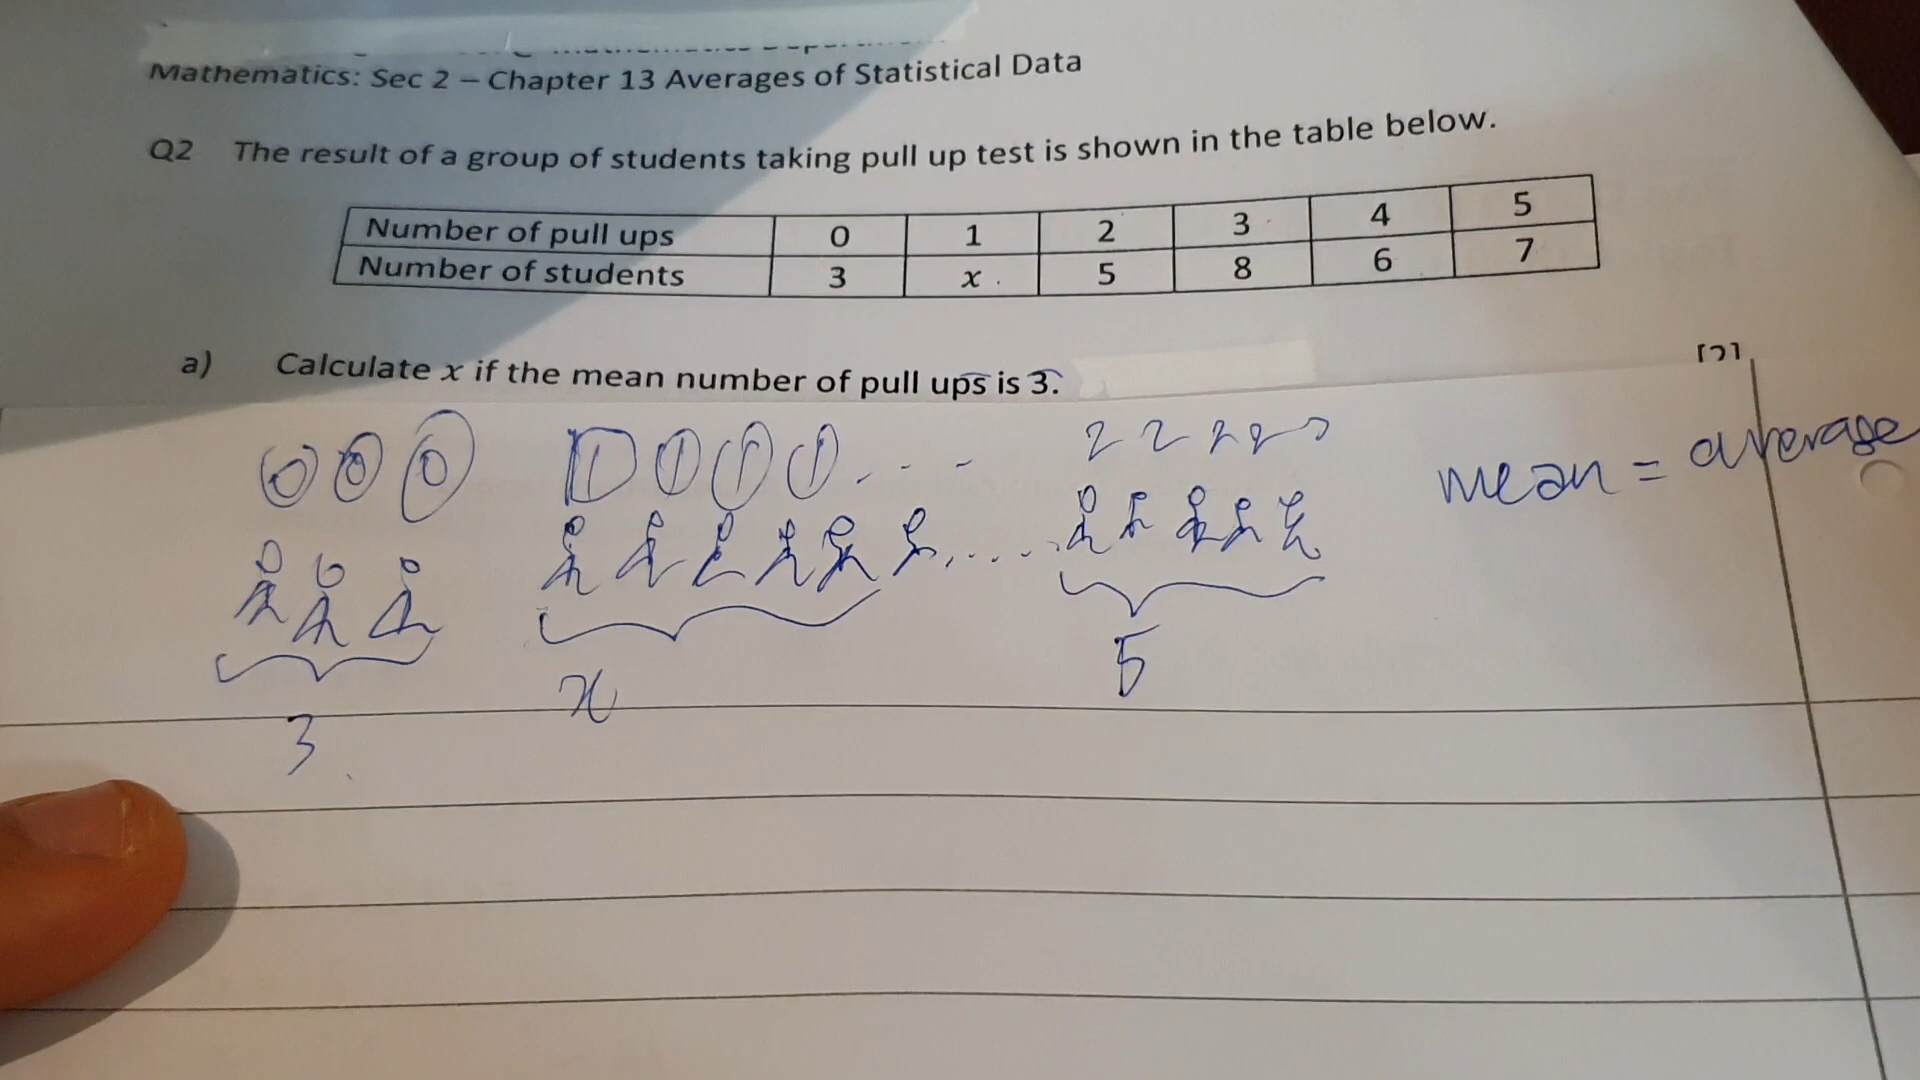 Mathematics: Sec 2 – Chapter 13 Averages of Statistical Data
Q2 The result of a group of students taking pull up test is shown in the table below.
Number of pull ups 0 1 2 3 4 5
Number of students 3 x 5 8 6 7
a) Calculate x if the mean number of pull ups is 3.
0 0 0 1 1 1 1 . - - 2 2 2 2 2
mean = average
3 x 5